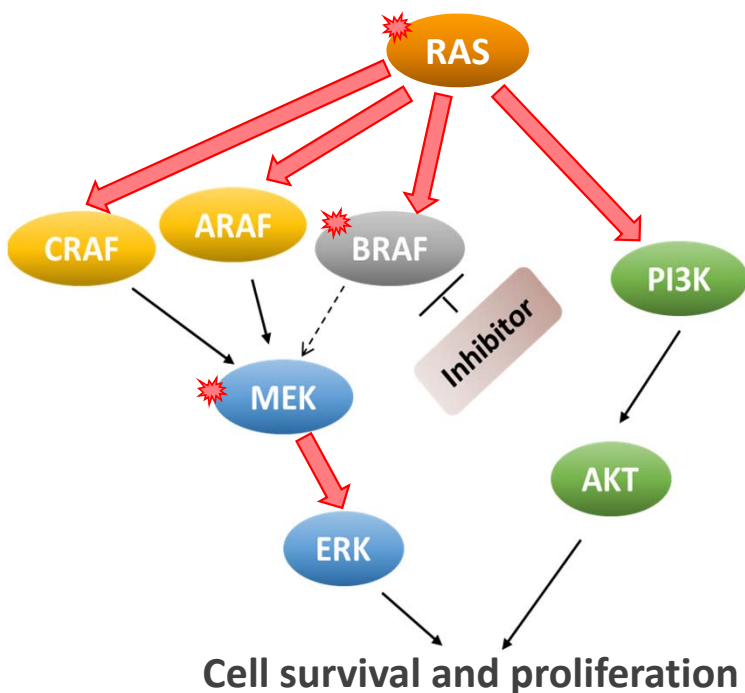 RAS
CRAF
ARAF
BRAF
PI3K
Inhibitor
MEK
AKT
ERK
Cell survival and proliferation